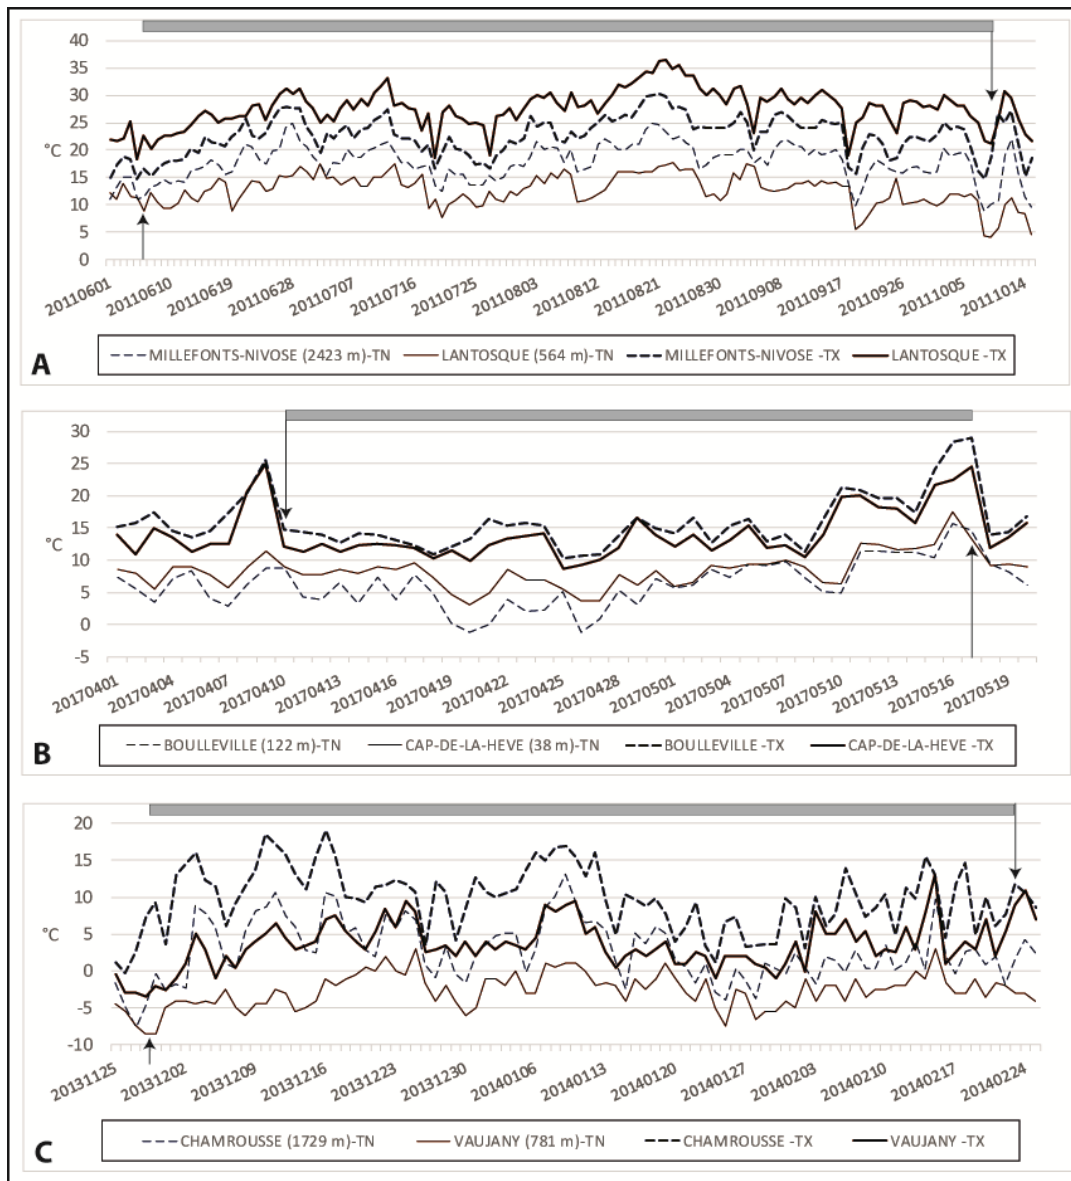 40
35
30
25
°C
20
15
10
5
0
20110601 20110610 20110619 20110628 20110707 20110716 20110725 20110803 20110812 20110821 20110830 20110908 20110917 20110926 20111005 20111014
MILLEFONTS-NIVOSE (2423 m)-TN LANTOSQUE (564 m)-TN MILLEFONTS-NIVOSE -TX LANTOSQUE -TX
A
30
25
20
15
°C
10
5
0
-5
20170401 20170404 20170407 20170410 20170413 20170416 20170419 20170422 20170425 20170428 20170501 20170504 20170507 20170510 20170513 20170516 20170519
BOULLEVILLE (122 m)-TN CAP-DE-LA-HEVE (38 m)-TN BOULLEVILLE -TX CAP-DE-LA-HEVE -TX
B
20
15
10
°C
5
0
-5
-10
20131125 20131202 20131209 20131216 20131223 20131230 20140106 20140113 20140120 20140127 20140203 20140210 20140217 20140224
CHAMROUSSE (1729 m)-TN VAUJANY (781 m)-TN CHAMROUSSE -TX VAUJANY -TX
C